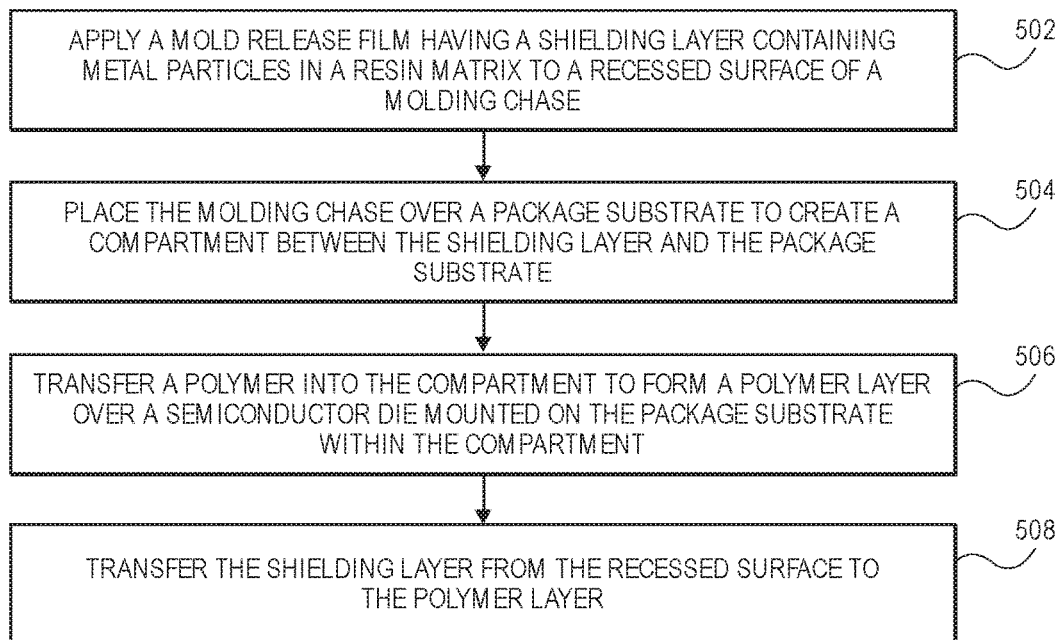 APPLY A MOLD RELEASE FILM HAVING A SHIELDING LAYER CONTAINING
METAL PARTICLES IN A RESIN MATRIX TO A RECESSED SURFACE OF A
MOLDING CHASE
502
PLACE THE MOLDING CHASE OVER A PACKAGE SUBSTRATE TO CREATE A
COMPARTMENT BETWEEN THE SHIELDING LAYER AND THE PACKAGE
SUBSTRATE
504
TRANSFER A POLYMER INTO THE COMPARTMENT TO FORM A POLYMER LAYER
OVER A SEMICONDUCTOR DIE MOUNTED ON THE PACKAGE SUBSTRATE
WITHIN THE COMPARTMENT
506
TRANSFER THE SHIELDING LAYER FROM THE RECESSED SURFACE TO
THE POLYMER LAYER
508